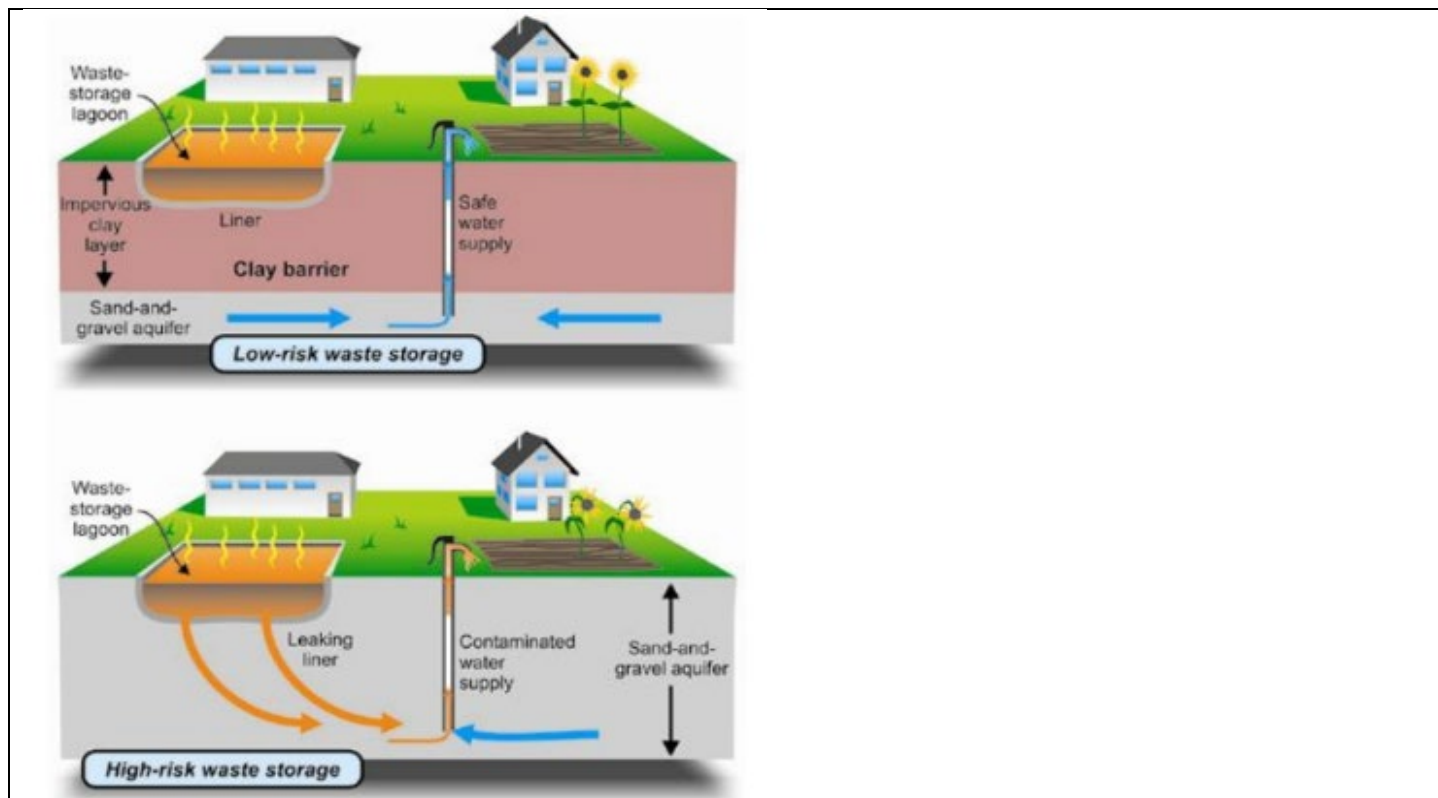 Waste-
storage
lagoon
Impervious
clay
layer
Liner
Safe
water
supply
Clay barrier
Sand-and-
gravel aquifer
Low-risk waste storage
Waste-
storage
lagoon
Leaking
liner
Contaminated
water
supply
Sand-and-
gravel aquifer
High-risk waste storage